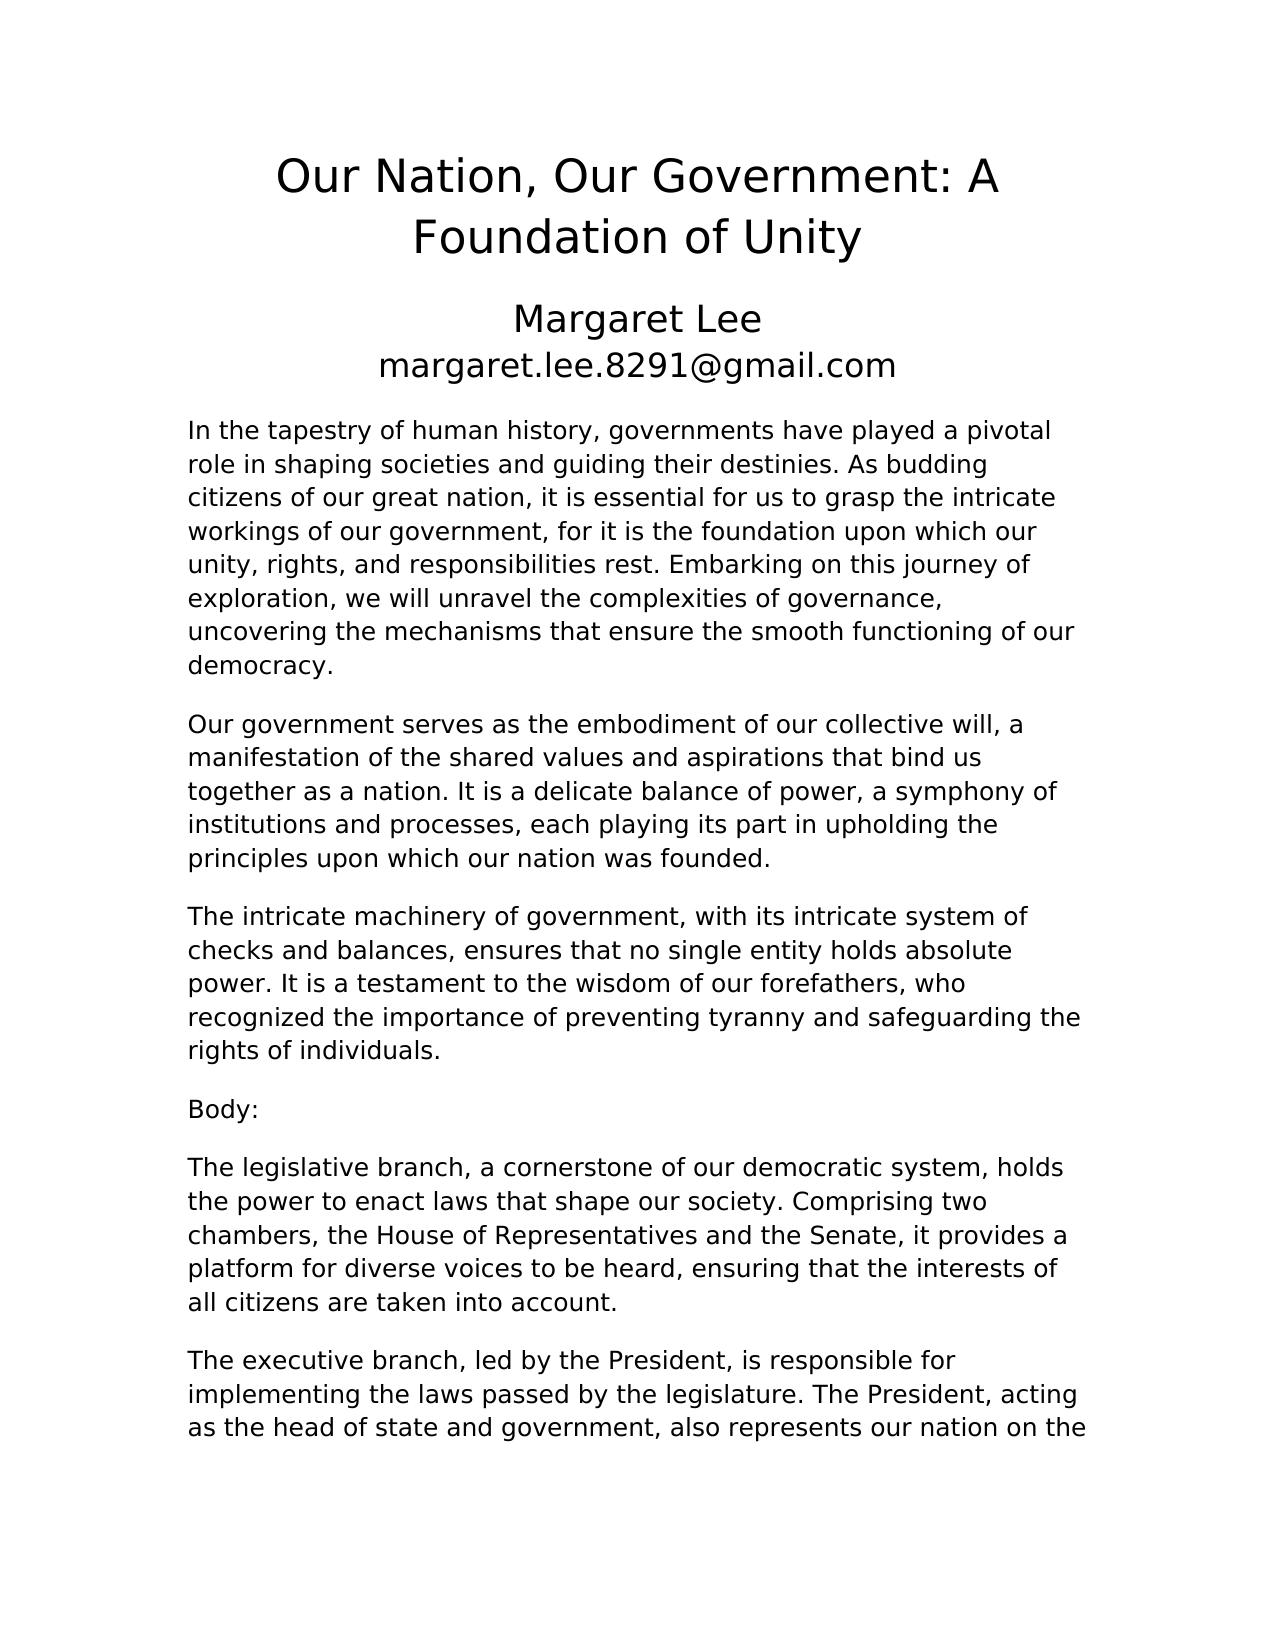 Our Nation, Our Government: A
Foundation of Unity
Margaret Lee
margaret.lee.8291@gmail.com
In the tapestry of human history, governments have played a pivotal
role in shaping societies and guiding their destinies. As budding
citizens of our great nation, it is essential for us to grasp the intricate
workings of our government, for it is the foundation upon which our
unity, rights, and responsibilities rest. Embarking on this journey of
exploration, we will unravel the complexities of governance,
uncovering the mechanisms that ensure the smooth functioning of our
democracy.
Our government serves as the embodiment of our collective will, a
manifestation of the shared values and aspirations that bind us
together as a nation. It is a delicate balance of power, a symphony of
institutions and processes, each playing its part in upholding the
principles upon which our nation was founded.
The intricate machinery of government, with its intricate system of
checks and balances, ensures that no single entity holds absolute
power. It is a testament to the wisdom of our forefathers, who
recognized the importance of preventing tyranny and safeguarding the
rights of individuals.
Body:
The legislative branch, a cornerstone of our democratic system, holds
the power to enact laws that shape our society. Comprising two
chambers, the House of Representatives and the Senate, it provides a
platform for diverse voices to be heard, ensuring that the interests of
all citizens are taken into account.
The executive branch, led by the President, is responsible for
implementing the laws passed by the legislature. The President, acting
as the head of state and government, also represents our nation on the